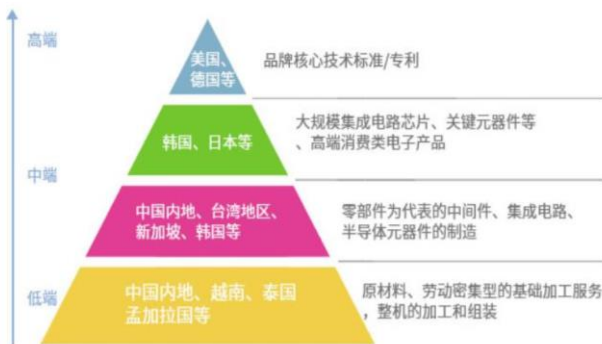 高端
美国、
德国等
品牌核心技术标准/专利
韩国、日本等
大规模集成电路芯片、关键元器件等
、高端消费类电子产品
中端
中国内地、台湾地区、
新加坡、韩国等
零部件为代表的中间件、集成电路、
半导体元器件的制造
低端
中国内地、越南、泰国
孟加拉国等
原材料、劳动密集型的基础加工服务
，整机的加工和组装